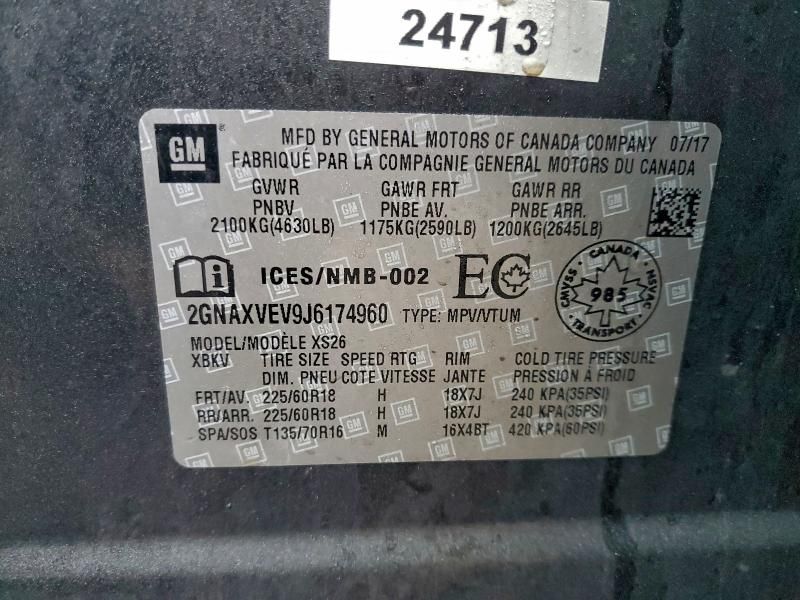 24713
GM
MFD BY GENERAL MOTORS OF CANADA COMPANY 07/17
FABRIQUÉ PAR LA COMPAGNIE GENERAL MOTORS DU CANADA
GVWR GAWR FRT GAWR RR
PNBV PNBE AV. PNBE ARR.
2100KG(4630LB) 1175KG(2590LB) 1200KG(2645LB)
ICES/NMB-002 EC
CANADA
CMVSS 985 NSVAC
TRANSPORT
2GNAXVEV9J6174960 TYPE: MPV/VTUM
MODEL/MODÈLE XS26
XBKV TIRE SIZE SPEED RTG RIM COLD TIRE PRESSURE
DIM. PNEU COTE VITESSE JANTE PRESSION À FROID
FRT/AV. 225/60R18 H 18X7J 240 KPA(35PSI)
RR/ARR. 225/60R18 H 18X7J 240 KPA(35PSI)
SPA/SOS T135/70R16 M 16X4BT 420 KPA(60PSI)